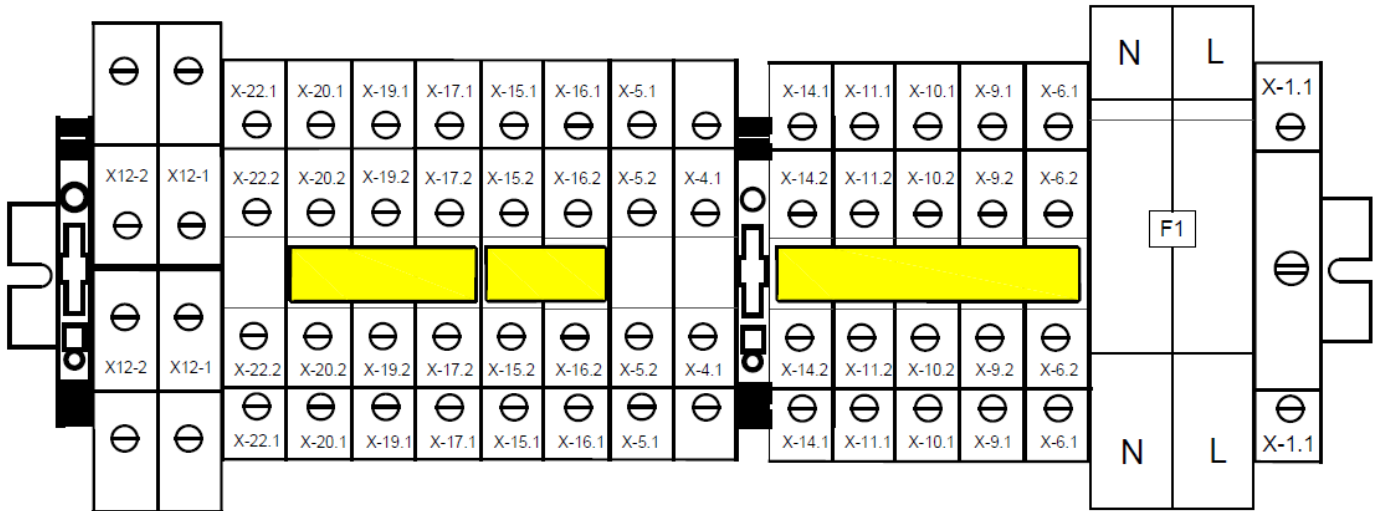 N L
X-22.1 X-20.1 X-19.1 X-17.1 X-15.1 X-16.1 X-5.1 X-14.1 X-11.1 X-10.1 X-9.1 X-6.1 X-1.1
X12-2 X12-1 X-22.2 X-20.2 X-19.2 X-17.2 X-15.2 X-16.2 X-5.2 X-4.1 X-14.2 X-11.2 X-10.2 X-9.2 X-6.2
F1
X12-2 X12-1 X-22.2 X-20.2 X-19.2 X-17.2 X-15.2 X-16.2 X-5.2 X-4.1 X-14.2 X-11.2 X-10.2 X-9.2 X-6.2
X-22.1 X-20.1 X-19.1 X-17.1 X-15.1 X-16.1 X-5.1 X-14.1 X-11.1 X-10.1 X-9.1 X-6.1 N L X-1.1